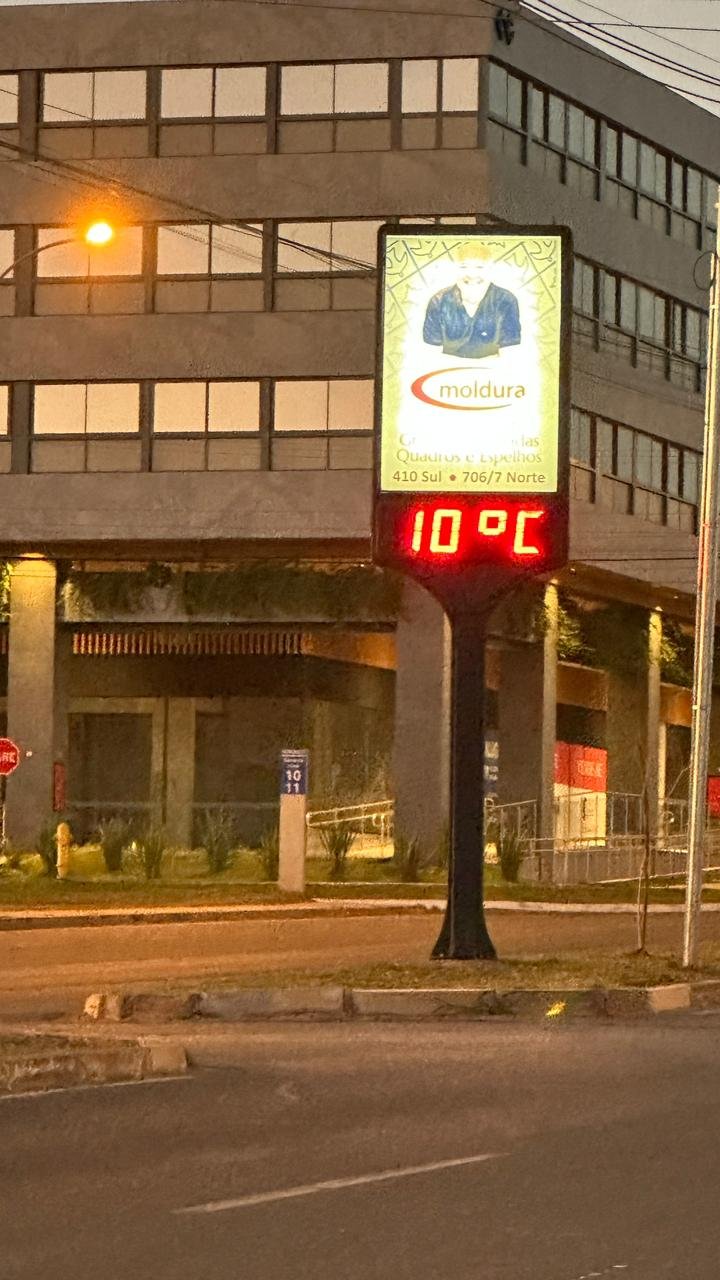 moldura
Quadros e Espelhos
410 Sul • 706/7 Norte
10°C
10
11